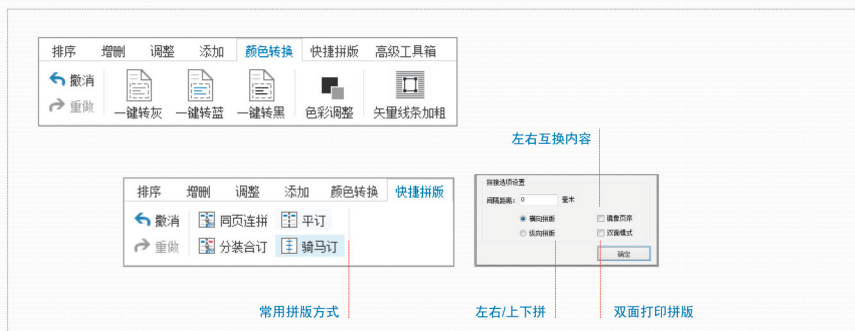 排序 增删 调整 添加 颜色转换 快捷拼版 高级工具箱
撤消
重做
一键转灰 一键转蓝 一键转黑 色彩调整 矢量线条加粗
左右互换内容
排序 增删 调整 添加 颜色转换 快捷拼版
撤消 同页连拼 平订
重做 分装合订 骑马订
拼接选项设置
间隔距离: 0 毫米
横向拼版 镜像页序
纵向拼版 双面模式
确定
常用拼版方式 左右/上下拼 双面打印拼版